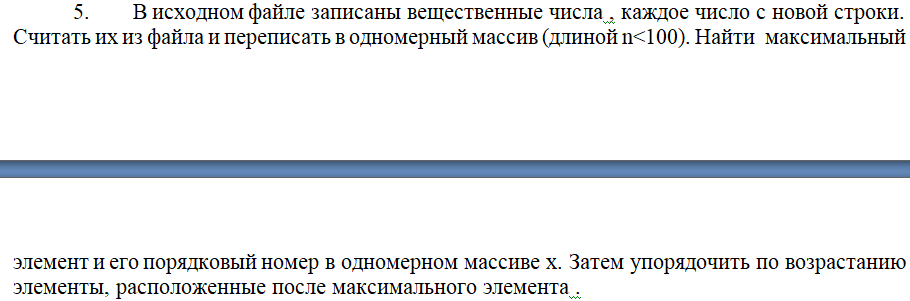 5. В исходном файле записаны вещественные числа , каждое число с новой строки.
Считать их из файла и переписать в одномерный массив (длиной n<100). Найти максимальный
элемент и его порядковый номер в одномерном массиве x. Затем упорядочить по возрастанию
элементы, расположенные после максимального элемента .